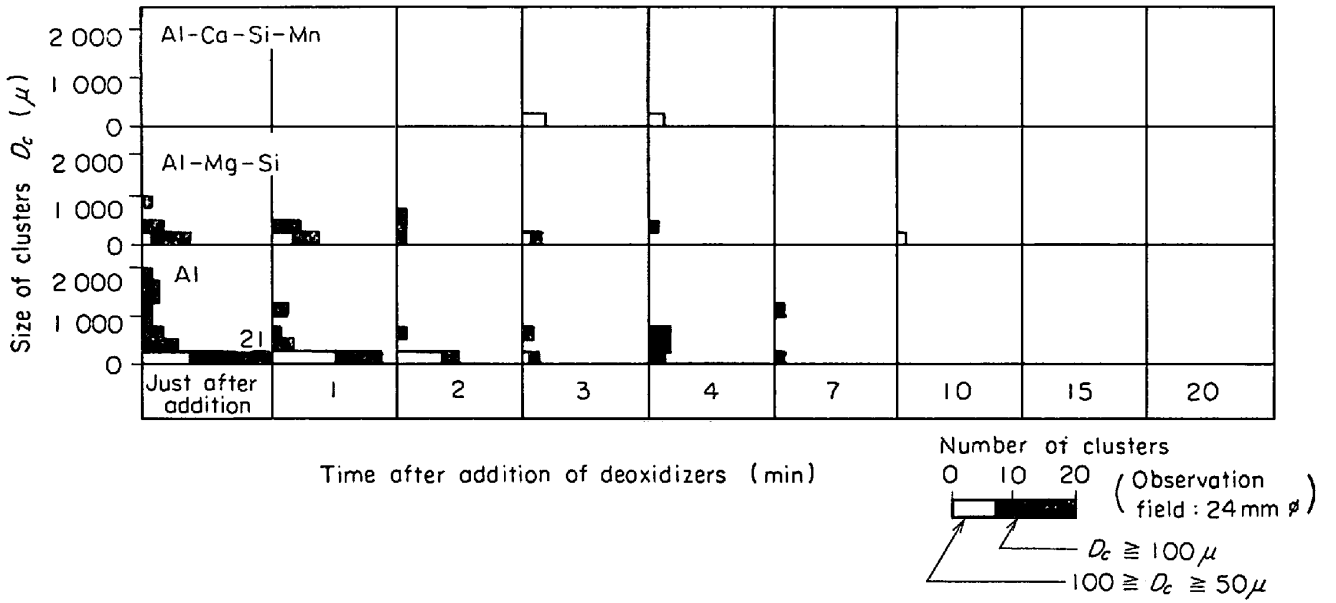 Size of clusters Dc (μ)
2 000
1 000
0
Al-Ca-Si-Mn
2 000
1 000
0
Al-Mg-Si
2 000
1 000
0
Al
21
Just after
addition
1
2
3
4
7
10
15
20
Time after addition of deoxidizers (min)
Number of clusters
0 10 20
(Observation
field : 24 mm ø)
Dc ≧ 100 μ
100 ≧ Dc ≧ 50 μ